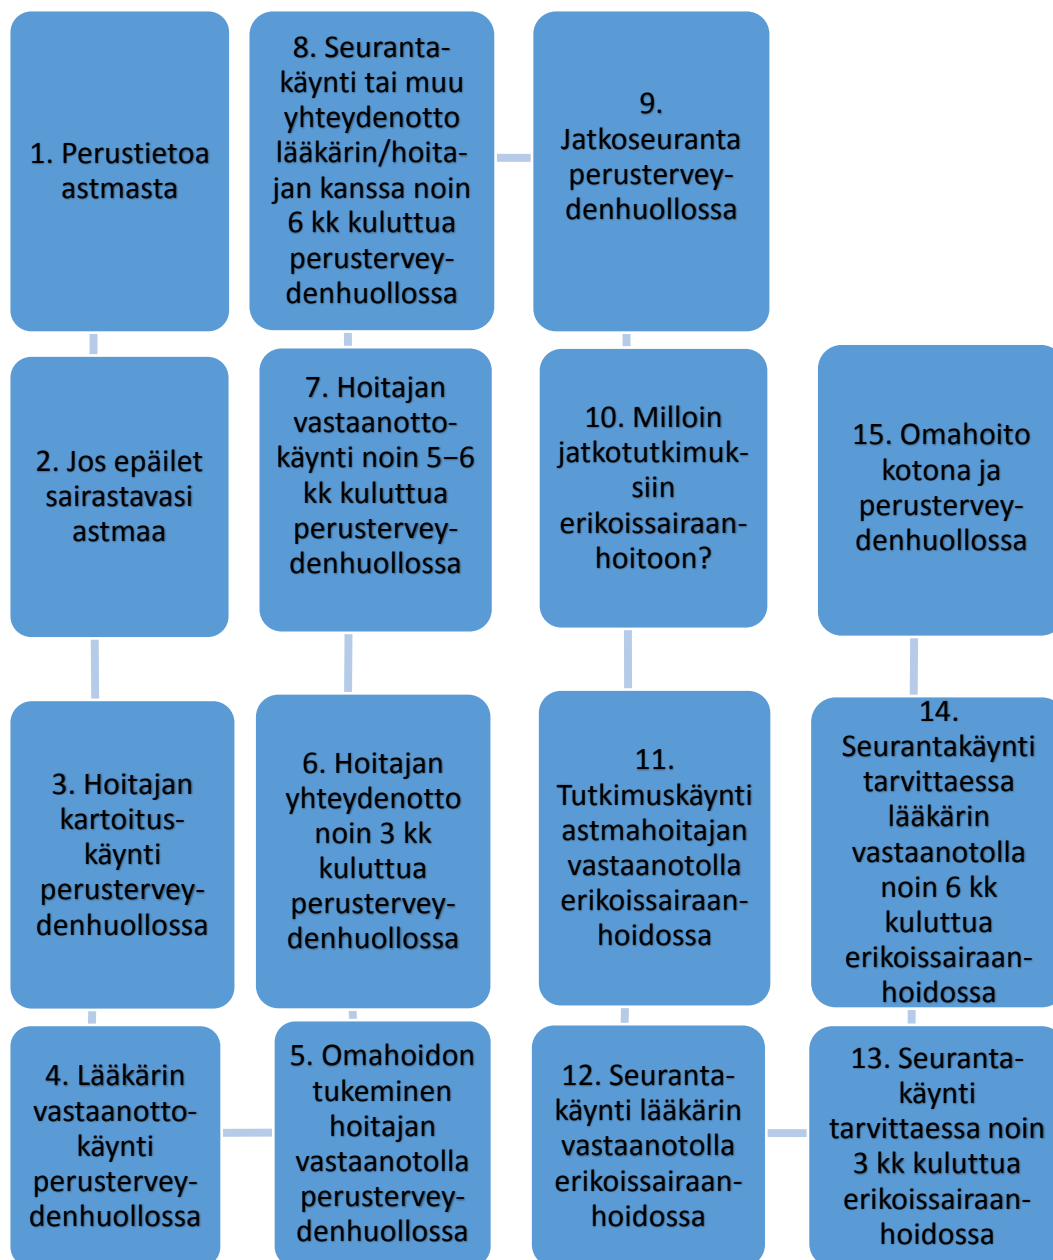 1. Perustietoa
astmasta
2. Jos epäilet
sairastavasi
astmaa
3. Hoitajan
kartoitus-
käynti
perustervey-
denhuollossa
4. Lääkärin
vastaanotto-
käynti
perustervey-
denhuollossa
5. Omahoidon
tukeminen
hoitajan
vastaanotolla
perustervey-
denhuollossa
6. Hoitajan
yhteydenotto
noin 3 kk
kuluttua
perustervey-
denhuollossa
7. Hoitajan
vastaanotto-
käynti noin 5–6
kk kuluttua
perustervey-
denhuollossa
8. Seuranta-
käynti tai muu
yhteydenotto
lääkärin/hoita-
jan kanssa noin
6 kk kuluttua
perustervey-
denhuollossa
9.
Jatkoseuranta
perustervey-
denhuollossa
10. Milloin
jatkotutkimuk-
siin
erikoissairaan-
hoitoon?
11.
Tutkimuskäynti
astmahoitajan
vastaanotolla
erikoissairaan-
hoidossa
12. Seuranta-
käynti lääkärin
vastaanotolla
erikoissairaan-
hoidossa
13. Seuranta-
käynti
tarvittaessa noin
3 kk kuluttua
erikoissairaan-
hoidossa
14.
Seurantakäynti
tarvittaessa
lääkärin
vastaanotolla
noin 6 kk
kuluttua
erikoissairaan-
hoidossa
15. Omahoito
kotona ja
perustervey-
denhuollossa